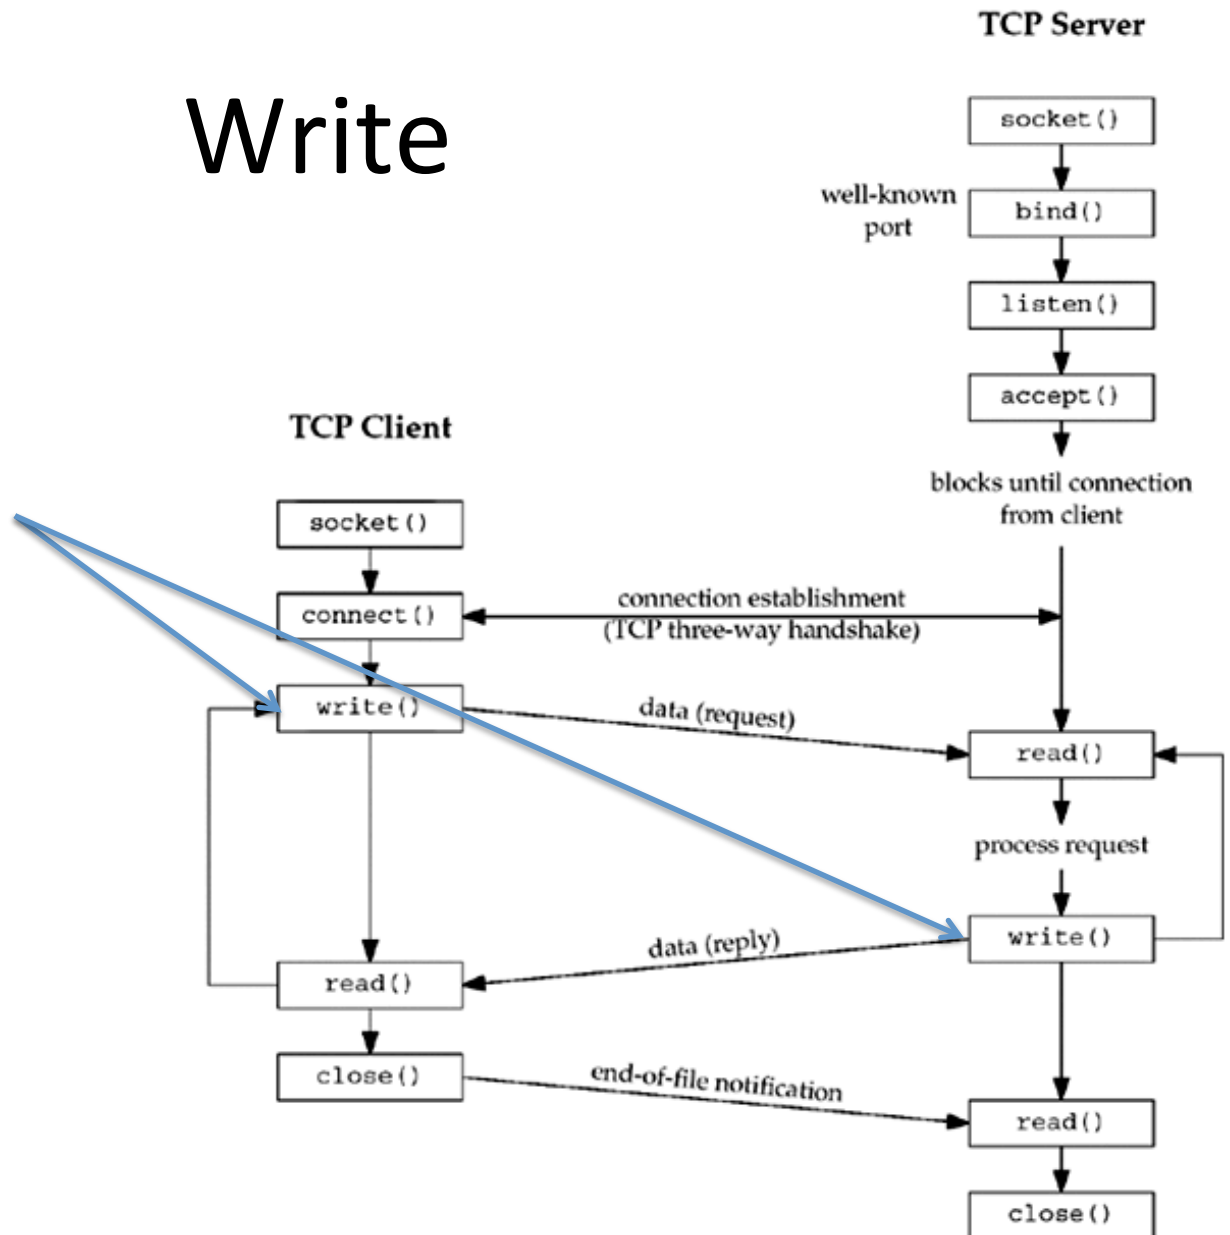 TCP Server
Write
socket()
well-known
port
bind()
listen()
accept()
TCP Client
blocks until connection
from client
socket()
connect()
connection establishment
(TCP three-way handshake)
write()
data (request)
read()
process request
write()
data (reply)
read()
close()
end-of-file notification
read()
close()